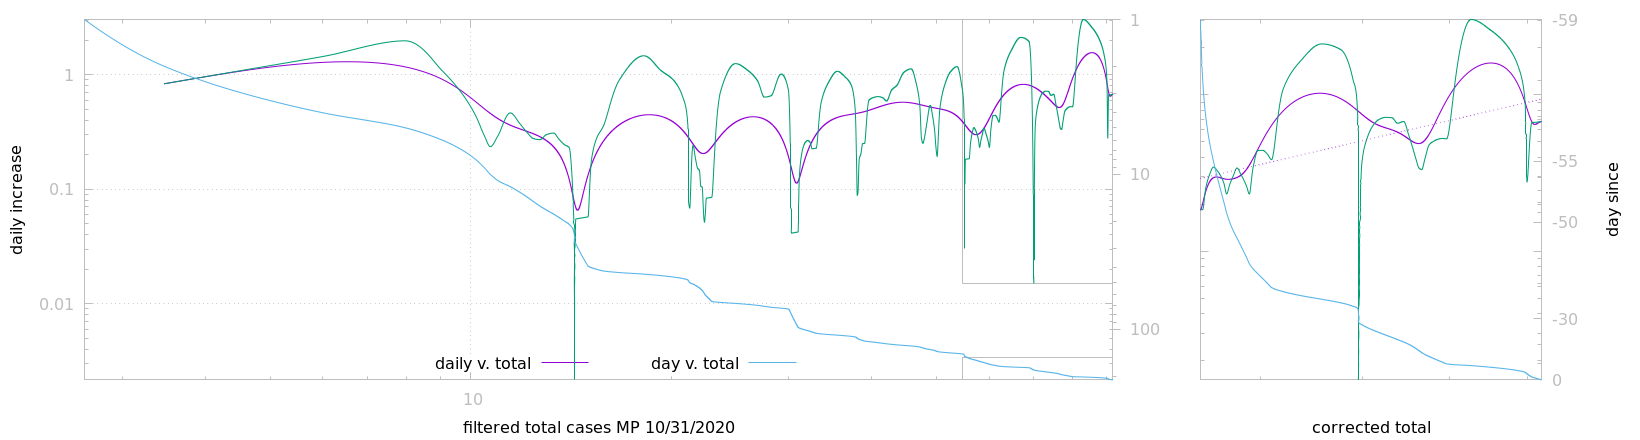 1
-59
1
daily increase
0.1
10
-55
-50
day since
0.01
-30
100
daily v. total
day v. total
0
10
filtered total cases MP 10/31/2020
corrected total